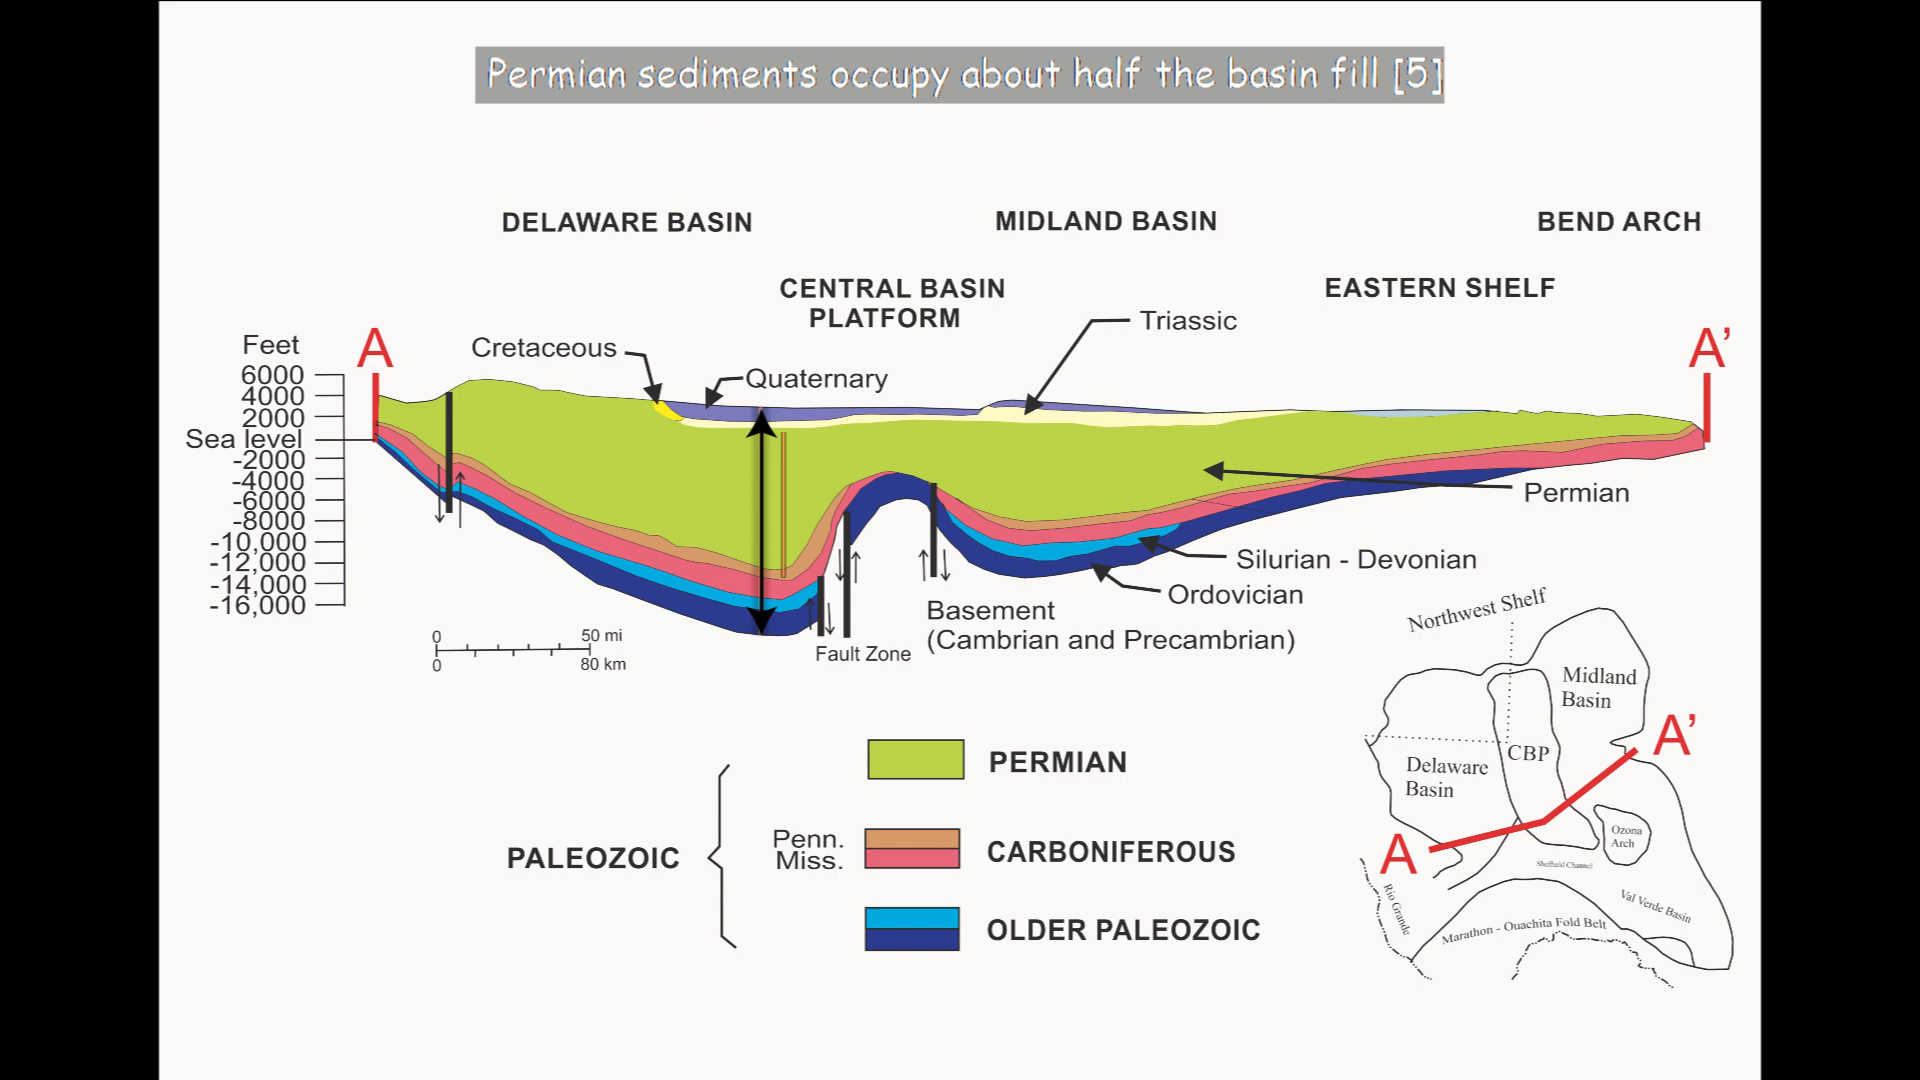 Permian sediments occupy about half the basin fill [5]
DELAWARE BASIN
MIDLAND BASIN
BEND ARCH
CENTRAL BASIN
PLATFORM
EASTERN SHELF
Triassic
Cretaceous
Quaternary
Feet
A
A’
6000
4000
2000
Sea level
-2000
-4000
-6000
-8000
-10,000
-12,000
-14,000
-16,000
Permian
Silurian - Devonian
Ordovician
Basement
(Cambrian and Precambrian)
Fault Zone
0 50 mi
0 80 km
PALEOZOIC
PERMIAN
Penn.
Miss.
CARBONIFEROUS
OLDER PALEOZOIC
Northwest Shelf
Midland
Basin
A’
CBP
Delaware
Basin
A
Ozona
Arch
Sheffield Channel
Rio Grande
Val Verde Basin
Marathon - Ouachita Fold Belt